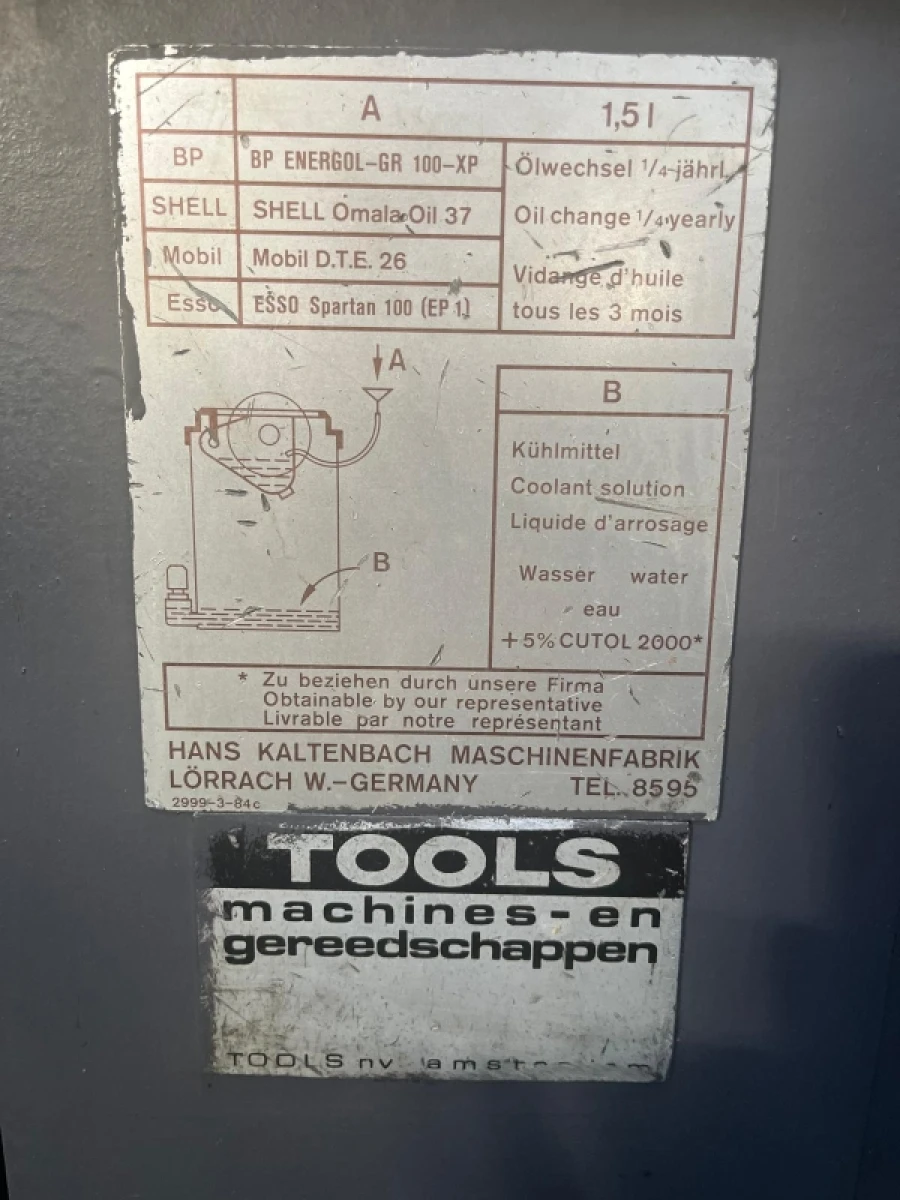 A 1,5 l
BP BP ENERGOL-GR 100-XP
SHELL SHELL Omala Oil 37
Mobil Mobil D.T.E. 26
Esso ESSO Spartan 100 (EP 1)
Ölwechsel 1/4-jährl.
Oil change 1/4 yearly
Vidange d'huile
tous les 3 mois
A
B
B
Kühlmittel
Coolant solution
Liquide d'arrosage
Wasser water
eau
+5% CUTOL 2000*
* Zu beziehen durch unsere Firma
Obtainable by our representative
Livrable par notre représentant
HANS KALTENBACH MASCHINENFABRIK
LÖRRACH W.-GERMANY TEL. 8595
2999-3-84c
TOOLS
machines-en
gereedschappen
TOOLS nv